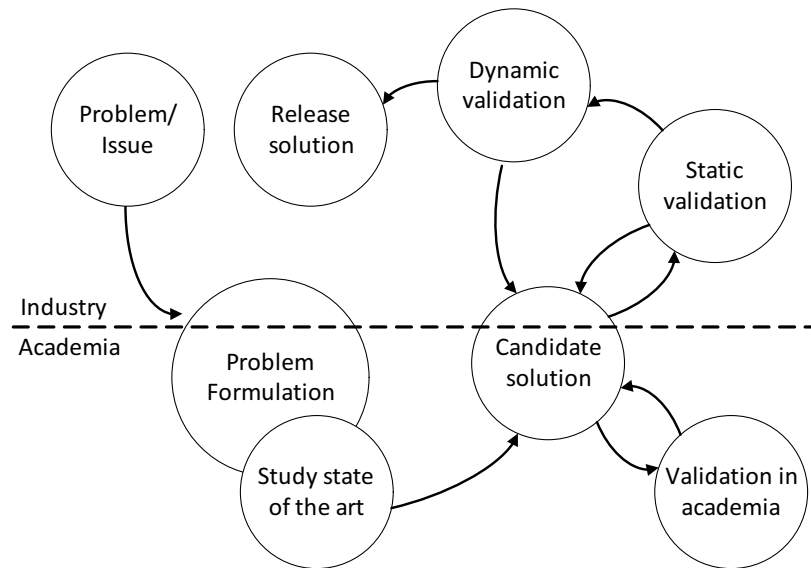 Problem/
Issue
Release
solution
Dynamic
validation
Static
validation
Industry
Academia
Problem
Formulation
Candidate
solution
Study state
of the art
Validation in
academia